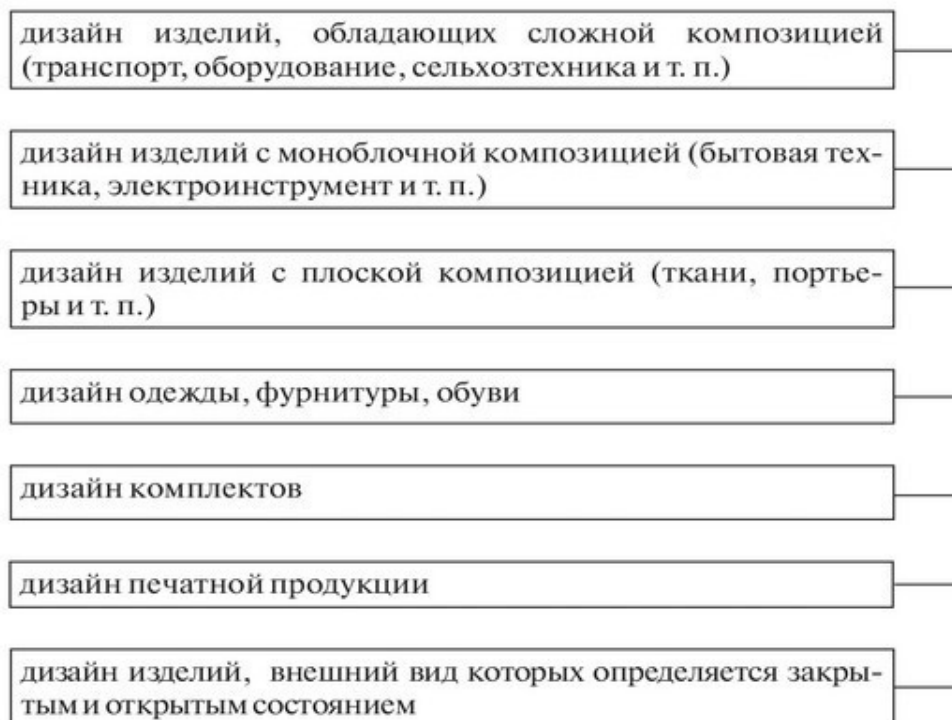 дизайн изделий, обладающих сложной композицией
(транспорт, оборудование, сельхозтехника и т. п.)
дизайн изделий с моноблочной композицией (бытовая тех-
ника, электроинструмент и т. п.)
дизайн изделий с плоской композицией (ткани, портье-
ры и т. п.)
дизайн одежды, фурнитуры, обуви
дизайн комплектов
дизайн печатной продукции
дизайн изделий, внешний вид которых определяется закры-
тым и открытым состоянием